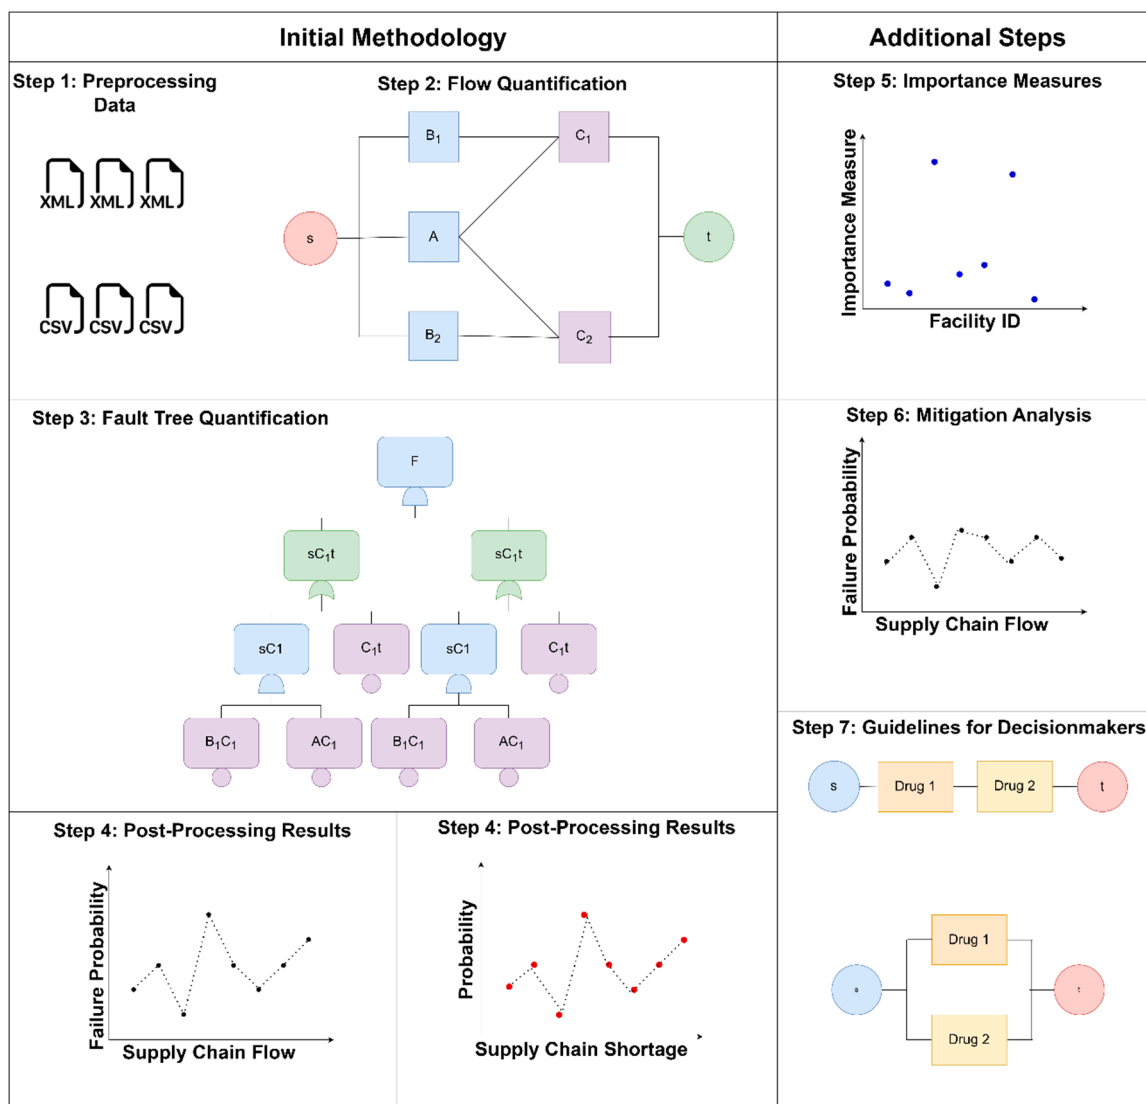 Initial Methodology
Additional Steps
Step 1: Preprocessing
Data
XML XML XML
CSV CSV CSV
Step 2: Flow Quantification
B₁
C₁
s
A
t
B₂
C₂
Step 5: Importance Measures
Importance Measure
Facility ID
Step 3: Fault Tree Quantification
F
sC₁t
sC₁t
sC1
C₁t
sC1
C₁t
B₁C₁
AC₁
B₁C₁
AC₁
Step 6: Mitigation Analysis
Failure Probability
Supply Chain Flow
Step 7: Guidelines for Decisionmakers
s
Drug 1
Drug 2
t
Drug 1
s
t
Drug 2
Step 4: Post-Processing Results
Failure Probability
Supply Chain Flow
Step 4: Post-Processing Results
Probability
Supply Chain Shortage